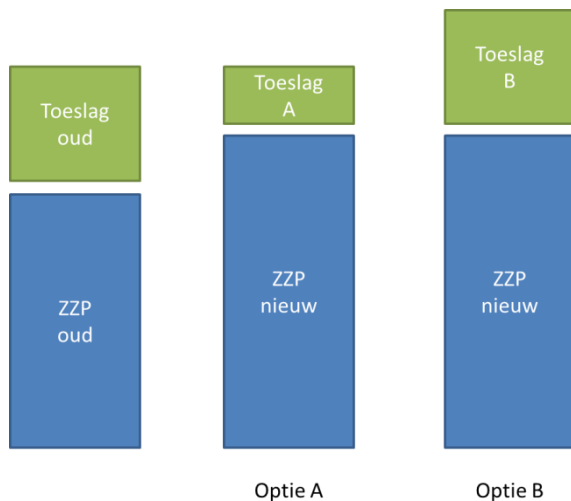 Toeslag
oud
ZZP
oud
Toeslag
A
ZZP
nieuw
Optie A
Toeslag
B
ZZP
nieuw
Optie B